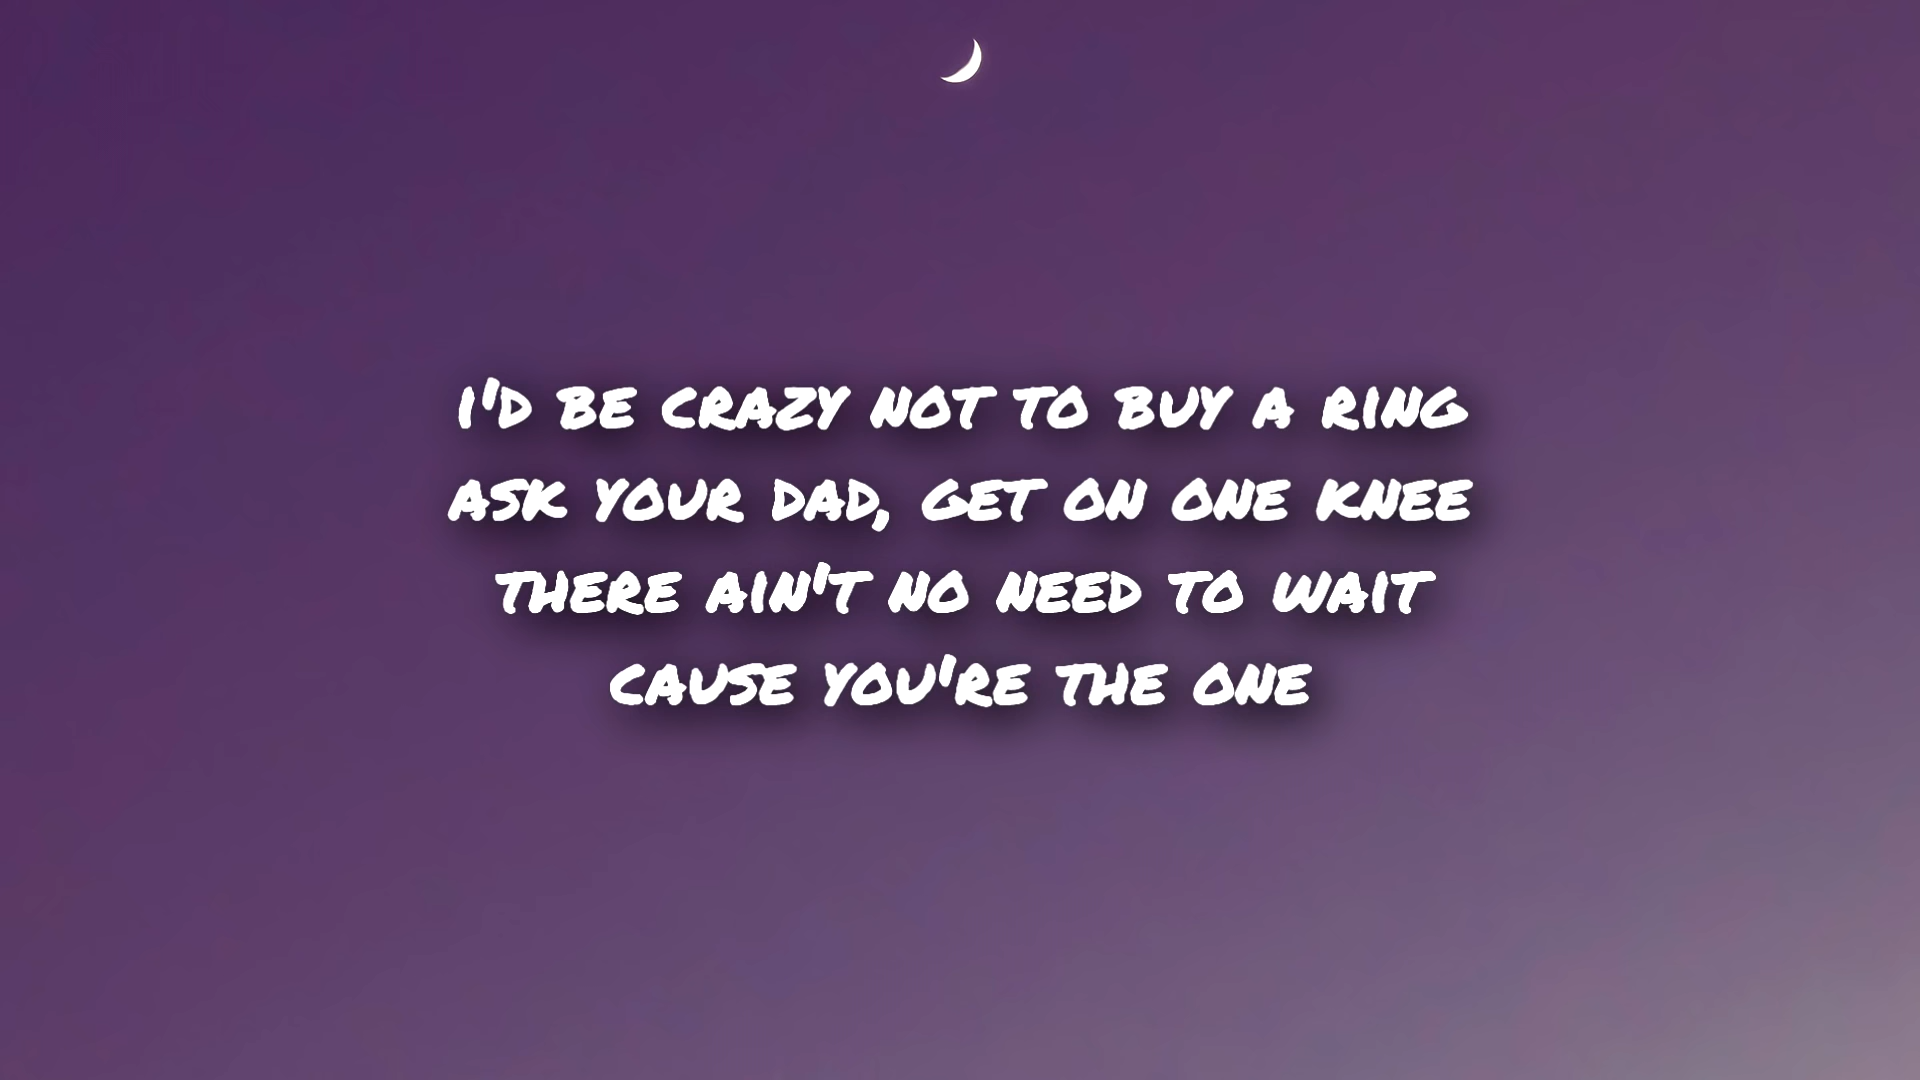 I'D BE CRAZY NOT TO BUY A RING
ASK YOUR DAD, GET ON ONE KNEE
THERE AIN'T NO NEED TO WAIT
CAUSE YOU'RE THE ONE